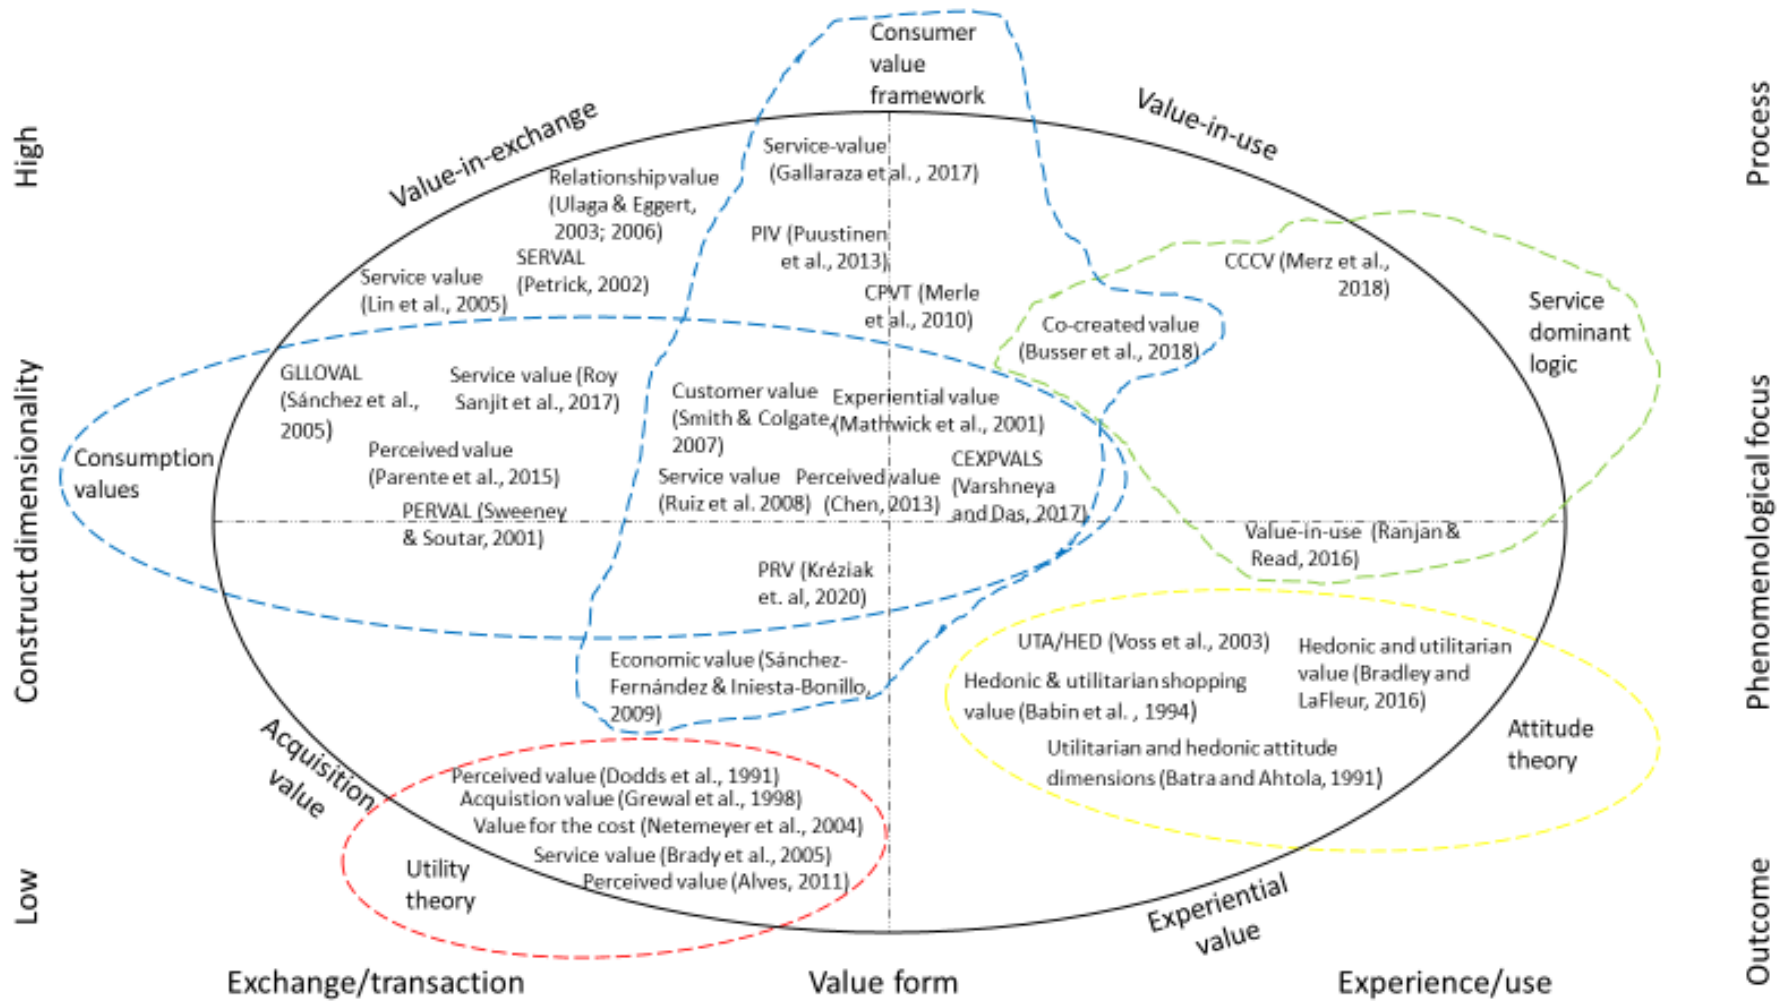 Consumer
value
framework
Value-in-exchange
Value-in-use
High
Process
Service-value
(Gallaraza et al. , 2017)
Relationship value
(Ulaga & Eggert,
2003; 2006)
PIV (Puustinen
et al., 2013)
SERVAL
(Petrick, 2002)
Service value
(Lin et al., 2005)
CPVT (Merle
et al., 2010)
CCCV (Merz et al.,
2018)
Co-created value
(Busser et al., 2018)
Service
dominant
logic
GLLOVAL
(Sánchez et al.,
2005)
Service value (Roy
Sanjit et al., 2017)
Customer value
(Smith & Colgate,
2007)
Experiential value
(Mathwick et al., 2001)
Consumption
values
Perceived value
(Parente et al., 2015)
Service value
(Ruiz et al. 2008)
Perceived value
(Chen, 2013)
CEXPVALS
(Varshneya
and Das, 2017)
PERVAL (Sweeney
& Soutar, 2001)
Value-in-use (Ranjan &
Read, 2016)
PRV (Kréziak
et. al, 2020)
Construct dimensionality
Phenomenological focus
Economic value (Sánchez-
Fernández & Iniesta-Bonillo,
2009)
UTA/HED (Voss et al., 2003)
Hedonic & utilitarian shopping
value (Babin et al. , 1994)
Hedonic and utilitarian
value (Bradley and
LaFleur, 2016)
Utilitarian and hedonic attitude
dimensions (Batra and Ahtola, 1991)
Attitude
theory
Acquisition
value
Perceived value (Dodds et al., 1991)
Acquistion value (Grewal et al., 1998)
Value for the cost (Netemeyer et al., 2004)
Service value (Brady et al., 2005)
Perceived value (Alves, 2011)
Utility
theory
Experiential
value
Low
Outcome
Exchange/transaction
Value form
Experience/use